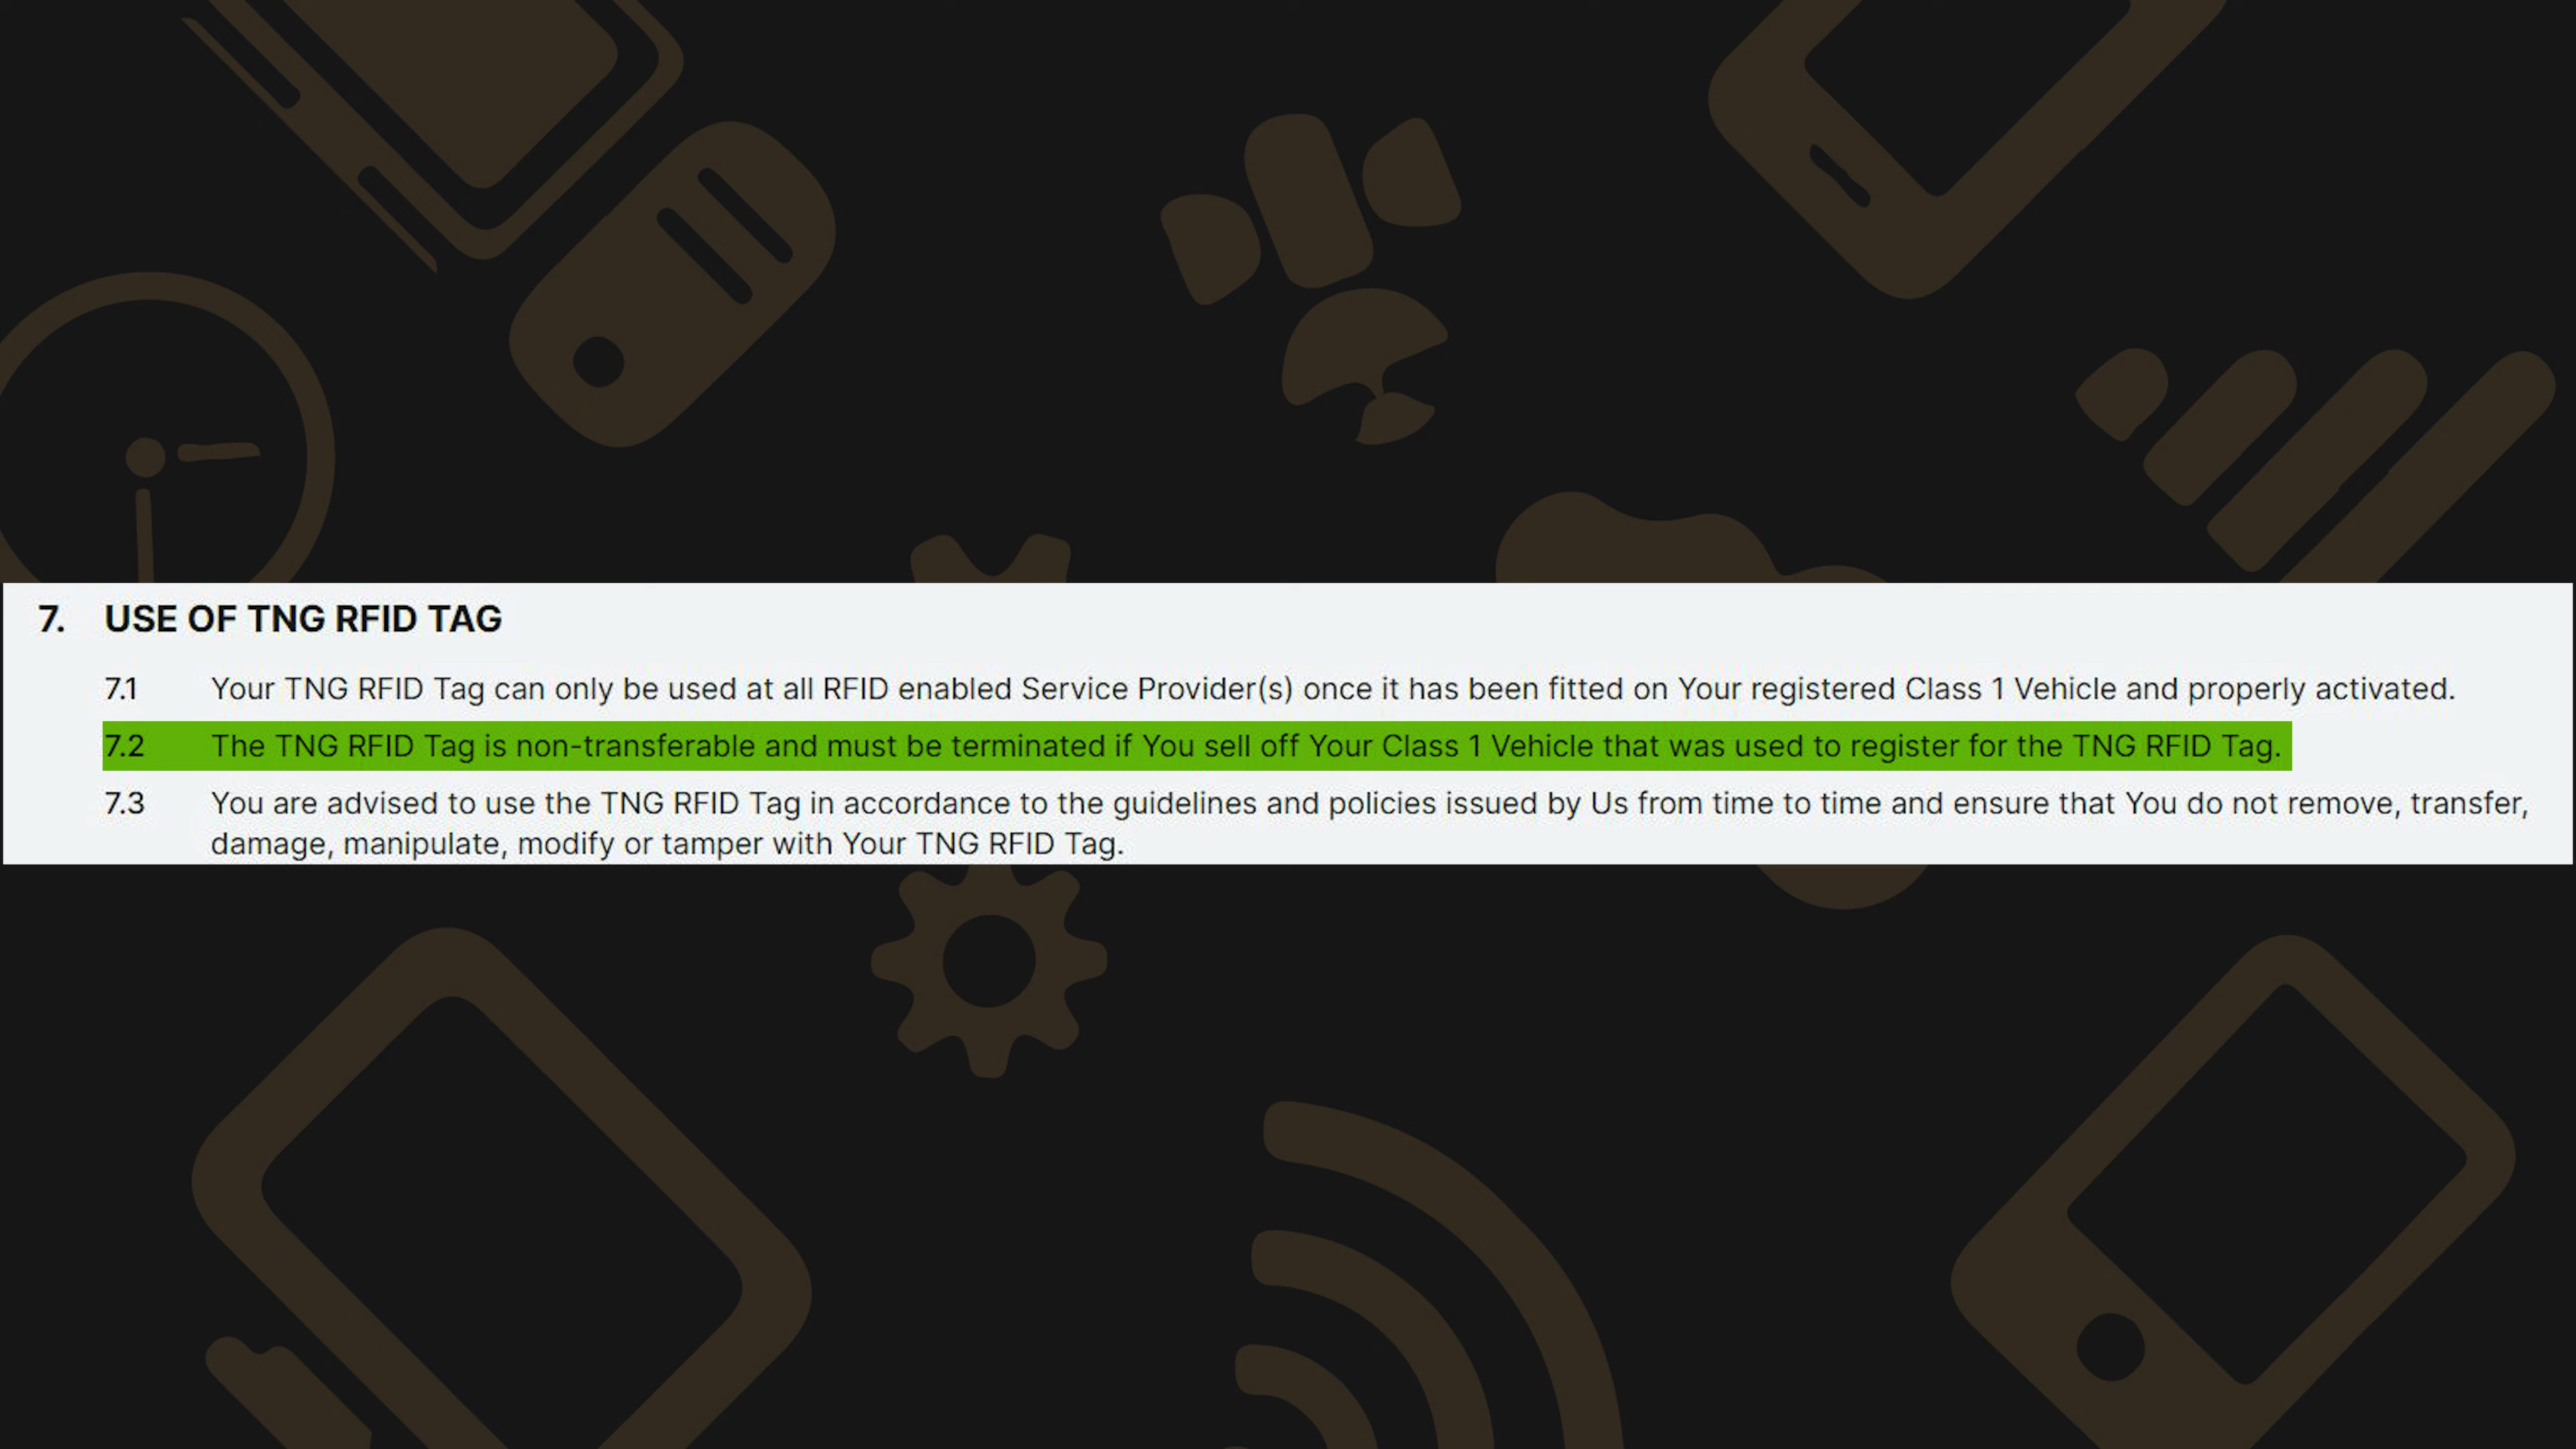 7. USE OF TNG RFID TAG
7.1 Your TNG RFID Tag can only be used at all RFID enabled Service Provider(s) once it has been fitted on Your registered Class 1 Vehicle and properly activated.
7.2 The TNG RFID Tag is non-transferable and must be terminated if You sell off Your Class 1 Vehicle that was used to register for the TNG RFID Tag.
7.3 You are advised to use the TNG RFID Tag in accordance to the guidelines and policies issued by Us from time to time and ensure that You do not remove, transfer,
damage, manipulate, modify or tamper with Your TNG RFID Tag.